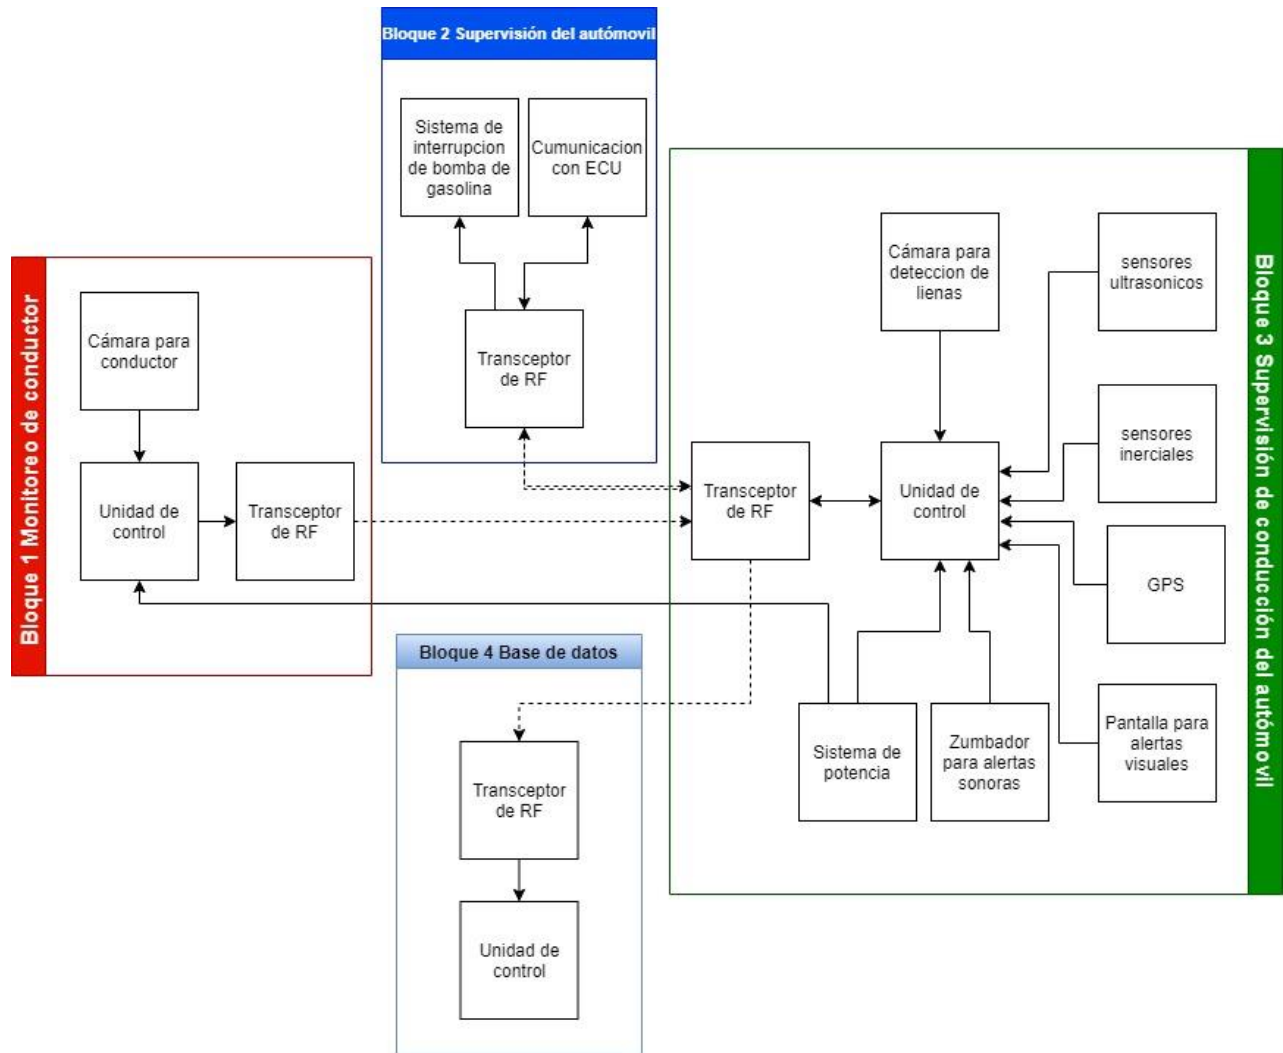 Bloque 2 Supervisión del autómovil
Sistema de
interrupcion
de bomba de
gasolina
Cumunicacion
con ECU
Transceptor
de RF
Bloque 1 Monitoreo de conductor
Cámara para
conductor
Unidad de
control
Transceptor
de RF
Bloque 3 Supervisión de conducción del autómovil
Cámara para
deteccion de
lienas
sensores
ultrasonicos
sensores
inerciales
Transceptor
de RF
Unidad de
control
GPS
Sistema de
potencia
Zumbador
para alertas
sonoras
Pantalla para
alertas
visuales
Bloque 4 Base de datos
Transceptor
de RF
Unidad de
control